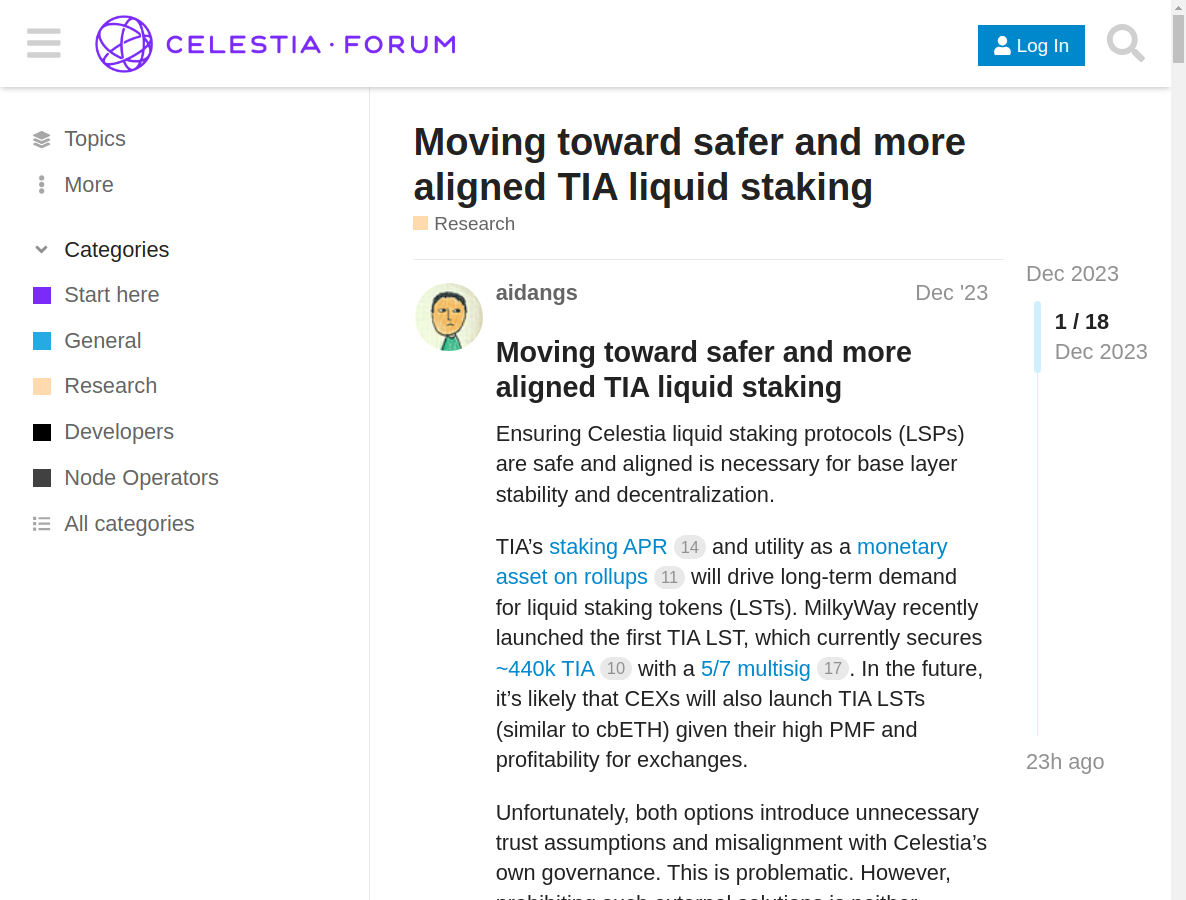 CELESTIA · FORUM
Log In
Topics
More
Categories
Start here
General
Research
Developers
Node Operators
All categories
Moving toward safer and more
aligned TIA liquid staking
Research
aidangs
Dec '23
Moving toward safer and more
aligned TIA liquid staking
Ensuring Celestia liquid staking protocols (LSPs)
are safe and aligned is necessary for base layer
stability and decentralization.
TIA’s staking APR 14 and utility as a monetary
asset on rollups 11 will drive long-term demand
for liquid staking tokens (LSTs). MilkyWay recently
launched the first TIA LST, which currently secures
~440k TIA 10 with a 5/7 multisig 17. In the future,
it’s likely that CEXs will also launch TIA LSTs
(similar to cbETH) given their high PMF and
profitability for exchanges.
Unfortunately, both options introduce unnecessary
trust assumptions and misalignment with Celestia’s
own governance. This is problematic. However,
Dec 2023
1 / 18
Dec 2023
23h ago